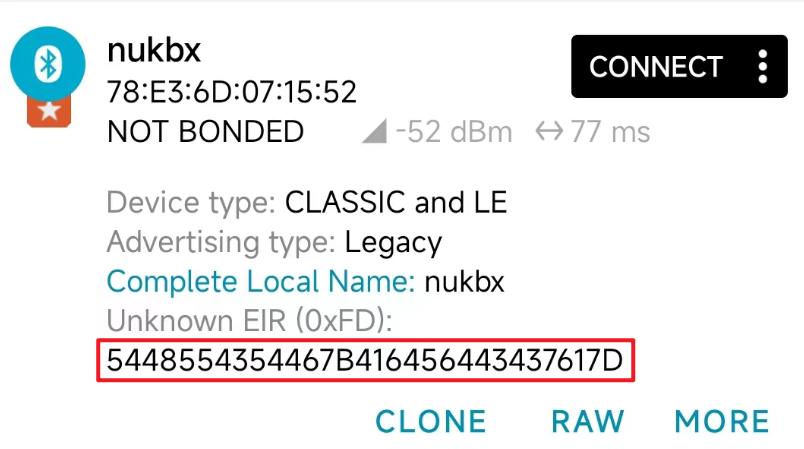 nukbx
CONNECT
78:E3:6D:07:15:52
NOT BONDED -52 dBm 77 ms
Device type: CLASSIC and LE
Advertising type: Legacy
Complete Local Name: nukbx
Unknown EIR (0xFD):
5448554354467B416456443437617D
CLONE RAW MORE